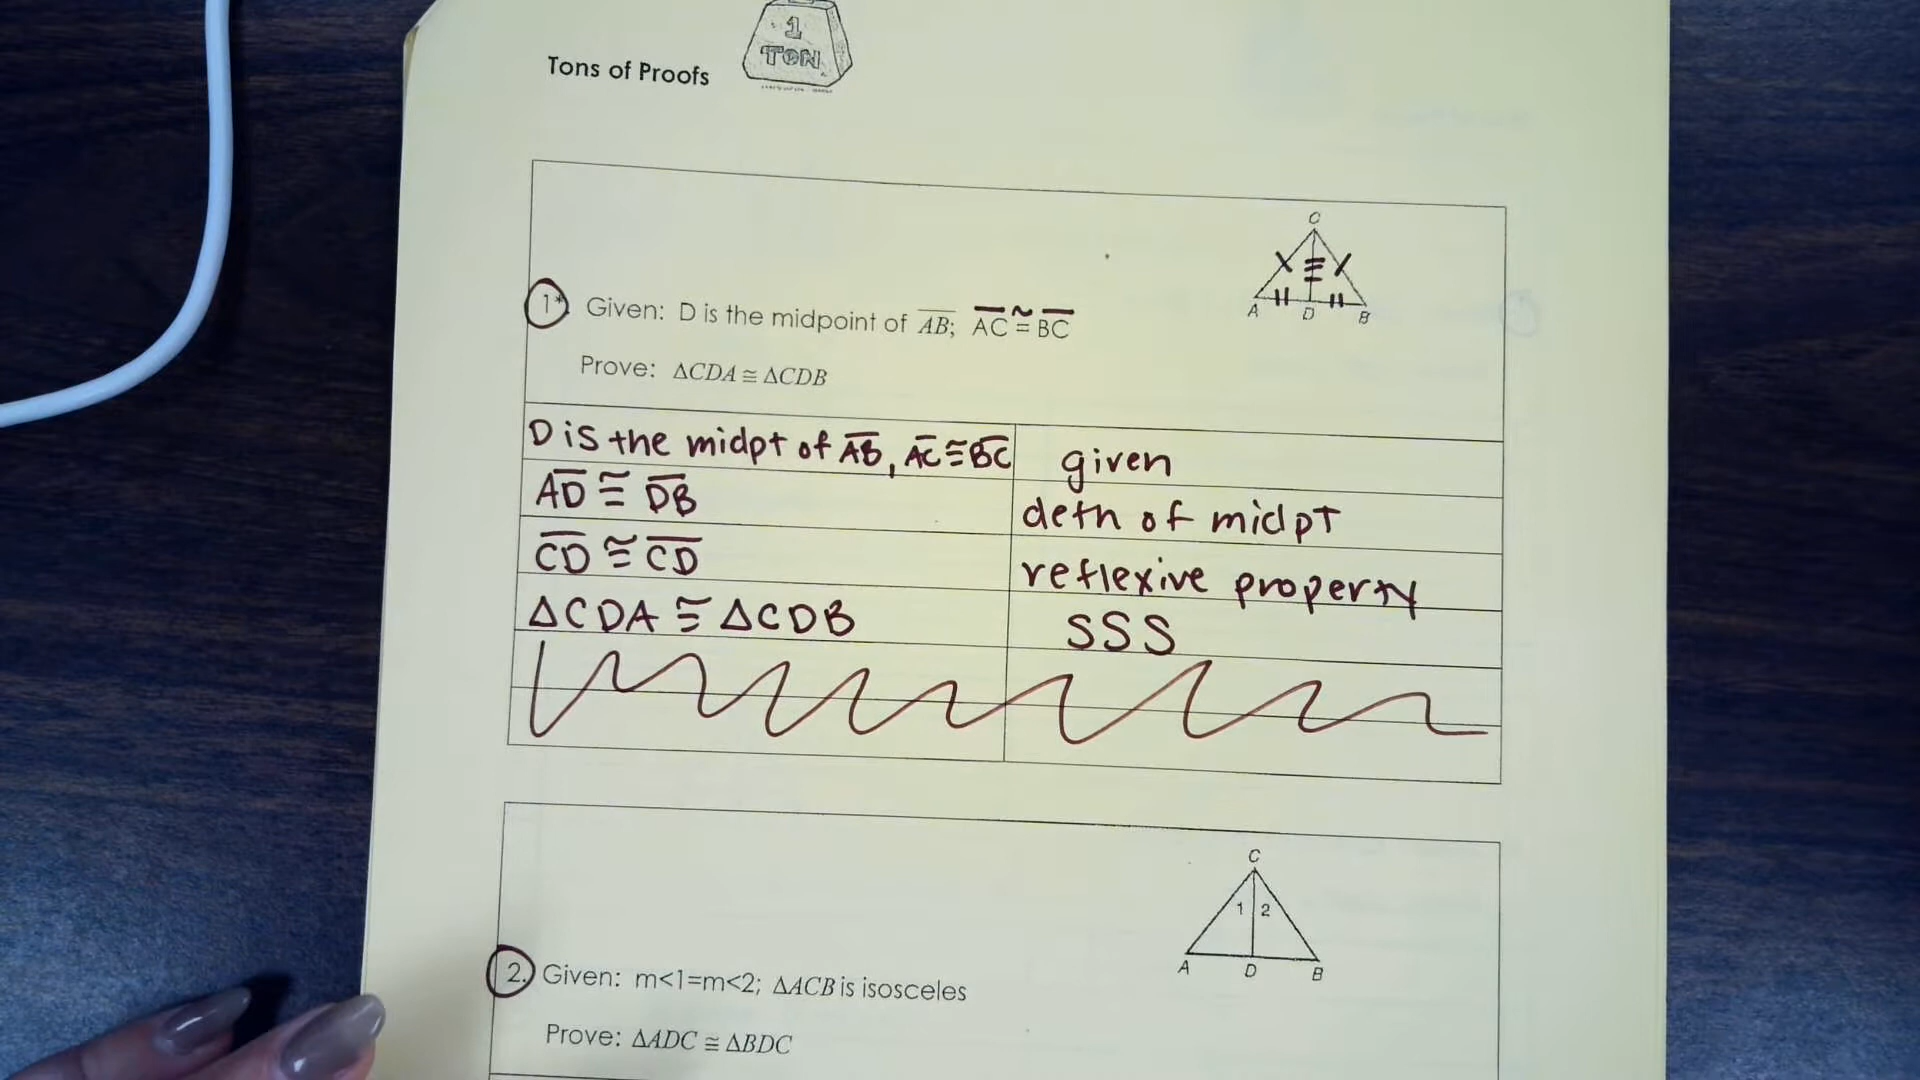 Tons of Proofs
1
TON
C
A D B
1* Given: D is the midpoint of AB; AC ≅ BC
Prove: ΔCDA ≅ ΔCDB
D is the midpt of AB, AC ≅ BC given
AD ≅ DB defn of midpt
CD ≅ CD reflexive property
ΔCDA ≅ ΔCDB SSS
C
1 2
A D B
2. Given: m<1=m<2; ΔACB is isosceles
Prove: ΔADC ≅ ΔBDC